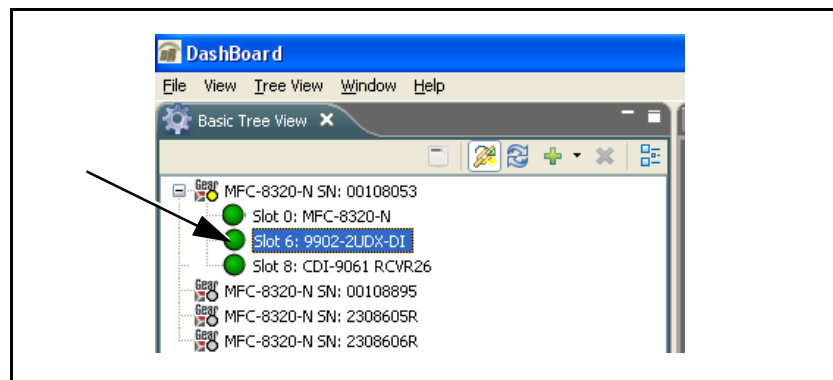 DashBoard
File View Tree View Window Help
Basic Tree View
Gear MFC-8320-N SN: 00108053
Slot 0: MFC-8320-N
Slot 6: 9902-2UDX-DI
Slot 8: CDI-9061 RCVR26
Gear MFC-8320-N SN: 00108895
Gear MFC-8320-N SN: 2308605R
Gear MFC-8320-N SN: 2308606R